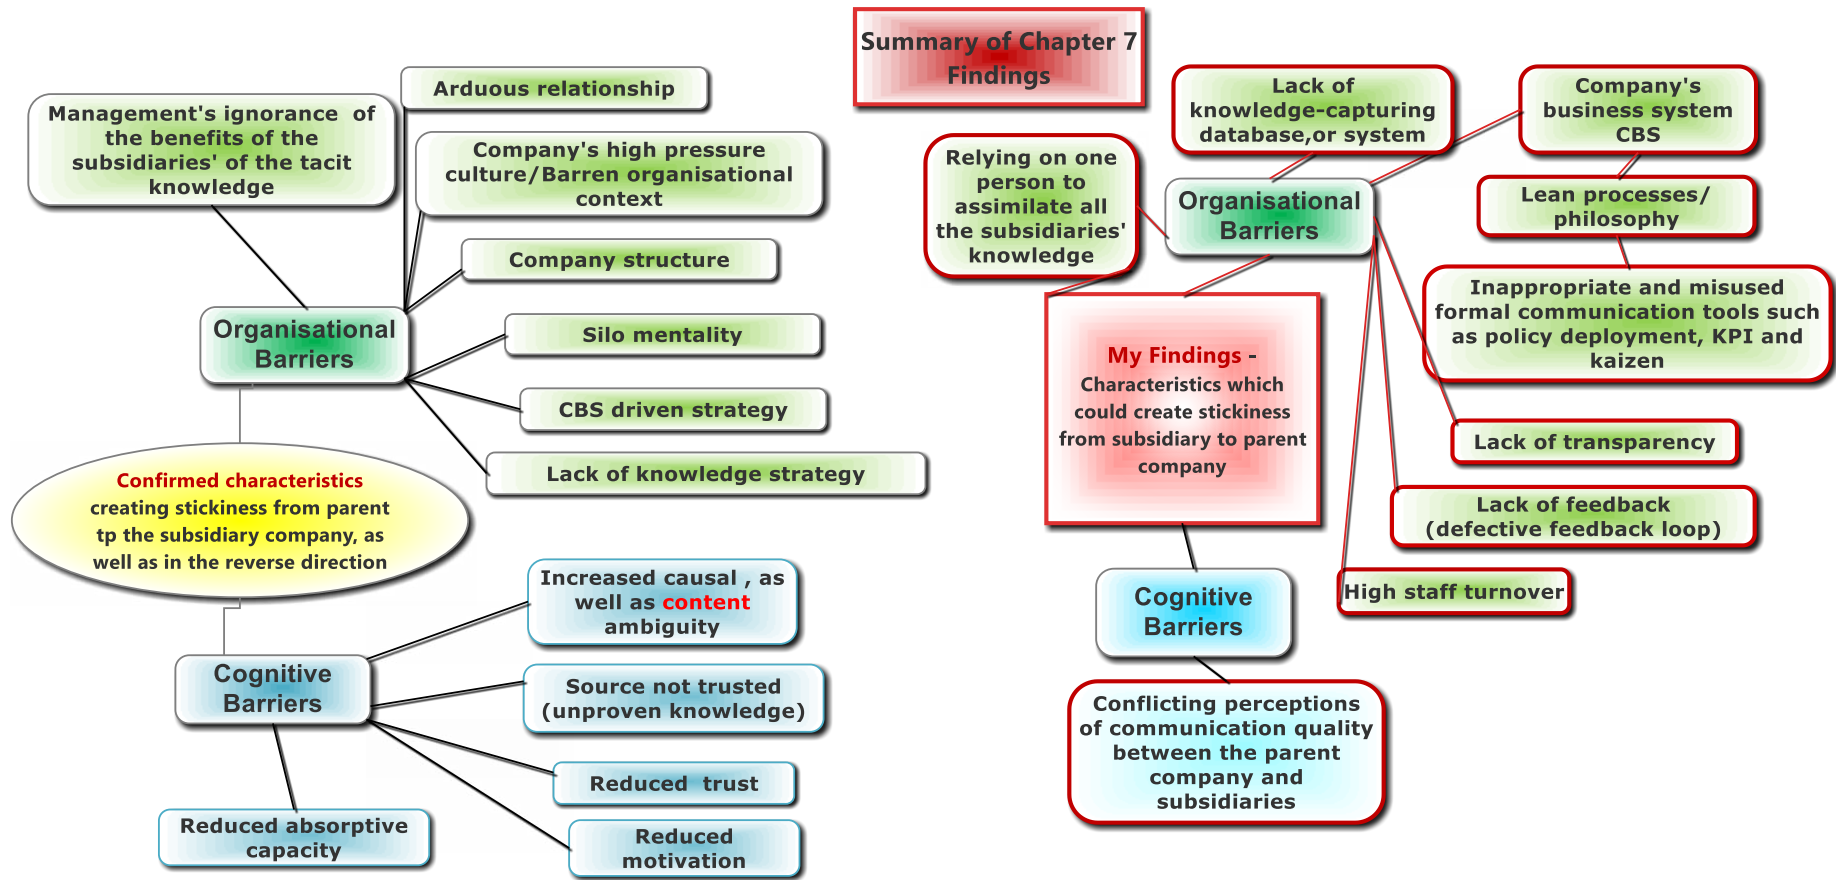 Summary of Chapter 7
Findings
Management's ignorance  of
the benefits of the
subsidiaries' of the tacit
knowledge
Arduous relationship
Company's high pressure
culture/Barren organisational
context
Company structure
Organisational
Barriers
Silo mentality
CBS driven strategy
Lack of knowledge strategy
Confirmed characteristics
creating stickiness from parent
tp the subsidiary company, as
well as in the reverse direction
Increased causal , as
well as content
ambiguity
Cognitive
Barriers
Source not trusted
(unproven knowledge)
Reduced  trust
Reduced absorptive
capacity
Reduced
motivation
Lack of
knowledge-capturing
database,or system
Company's
business system
CBS
Relying on one
person to
assimilate all
the subsidiaries'
knowledge
Organisational
Barriers
Lean processes/
philosophy
Inappropriate and misused
formal communication tools such
as policy deployment, KPI and
kaizen
My Findings -
Characteristics which
could create stickiness
from subsidiary to parent
company
Lack of transparency
Lack of feedback
(defective feedback loop)
High staff turnover
Cognitive
Barriers
Conflicting perceptions
of communication quality
between the parent
company and
subsidiaries